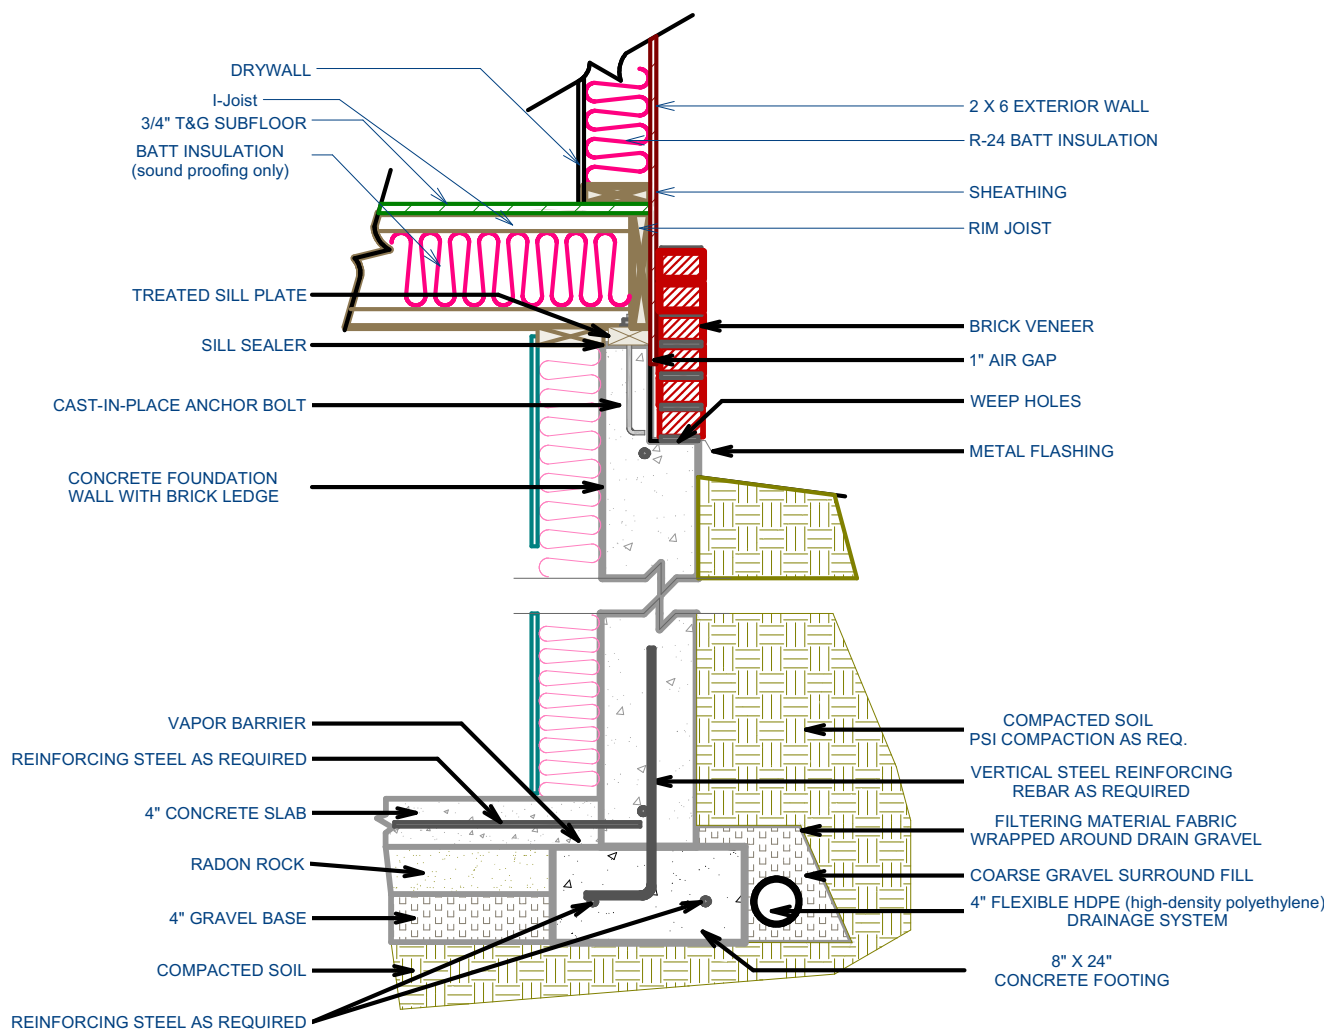 DRYWALL
I-Joist
3/4" T&G SUBFLOOR
BATT INSULATION
(sound proofing only)
TREATED SILL PLATE
SILL SEALER
CAST-IN-PLACE ANCHOR BOLT
CONCRETE FOUNDATION
WALL WITH BRICK LEDGE
VAPOR BARRIER
REINFORCING STEEL AS REQUIRED
4" CONCRETE SLAB
RADON ROCK
4" GRAVEL BASE
COMPACTED SOIL
REINFORCING STEEL AS REQUIRED
2 X 6 EXTERIOR WALL
R-24 BATT INSULATION
SHEATHING
RIM JOIST
BRICK VENEER
1" AIR GAP
WEEP HOLES
METAL FLASHING
COMPACTED SOIL
PSI COMPACTION AS REQ.
VERTICAL STEEL REINFORCING
REBAR AS REQUIRED
FILTERING MATERIAL FABRIC
WRAPPED AROUND DRAIN GRAVEL
COARSE GRAVEL SURROUND FILL
4" FLEXIBLE HDPE (high-density polyethylene)
DRAINAGE SYSTEM
8" X 24"
CONCRETE FOOTING